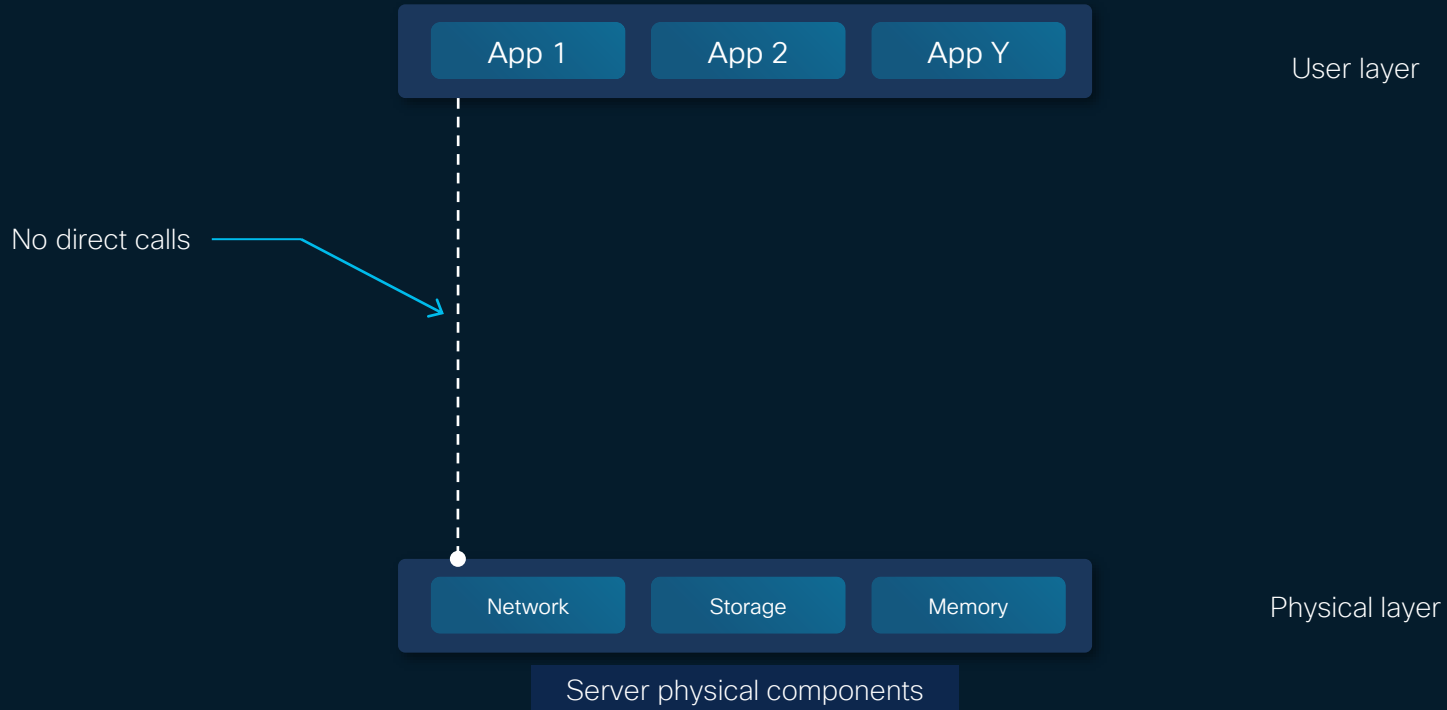 App 1
App 2
App Y
User layer
No direct calls
Network
Storage
Memory
Physical layer
Server physical components